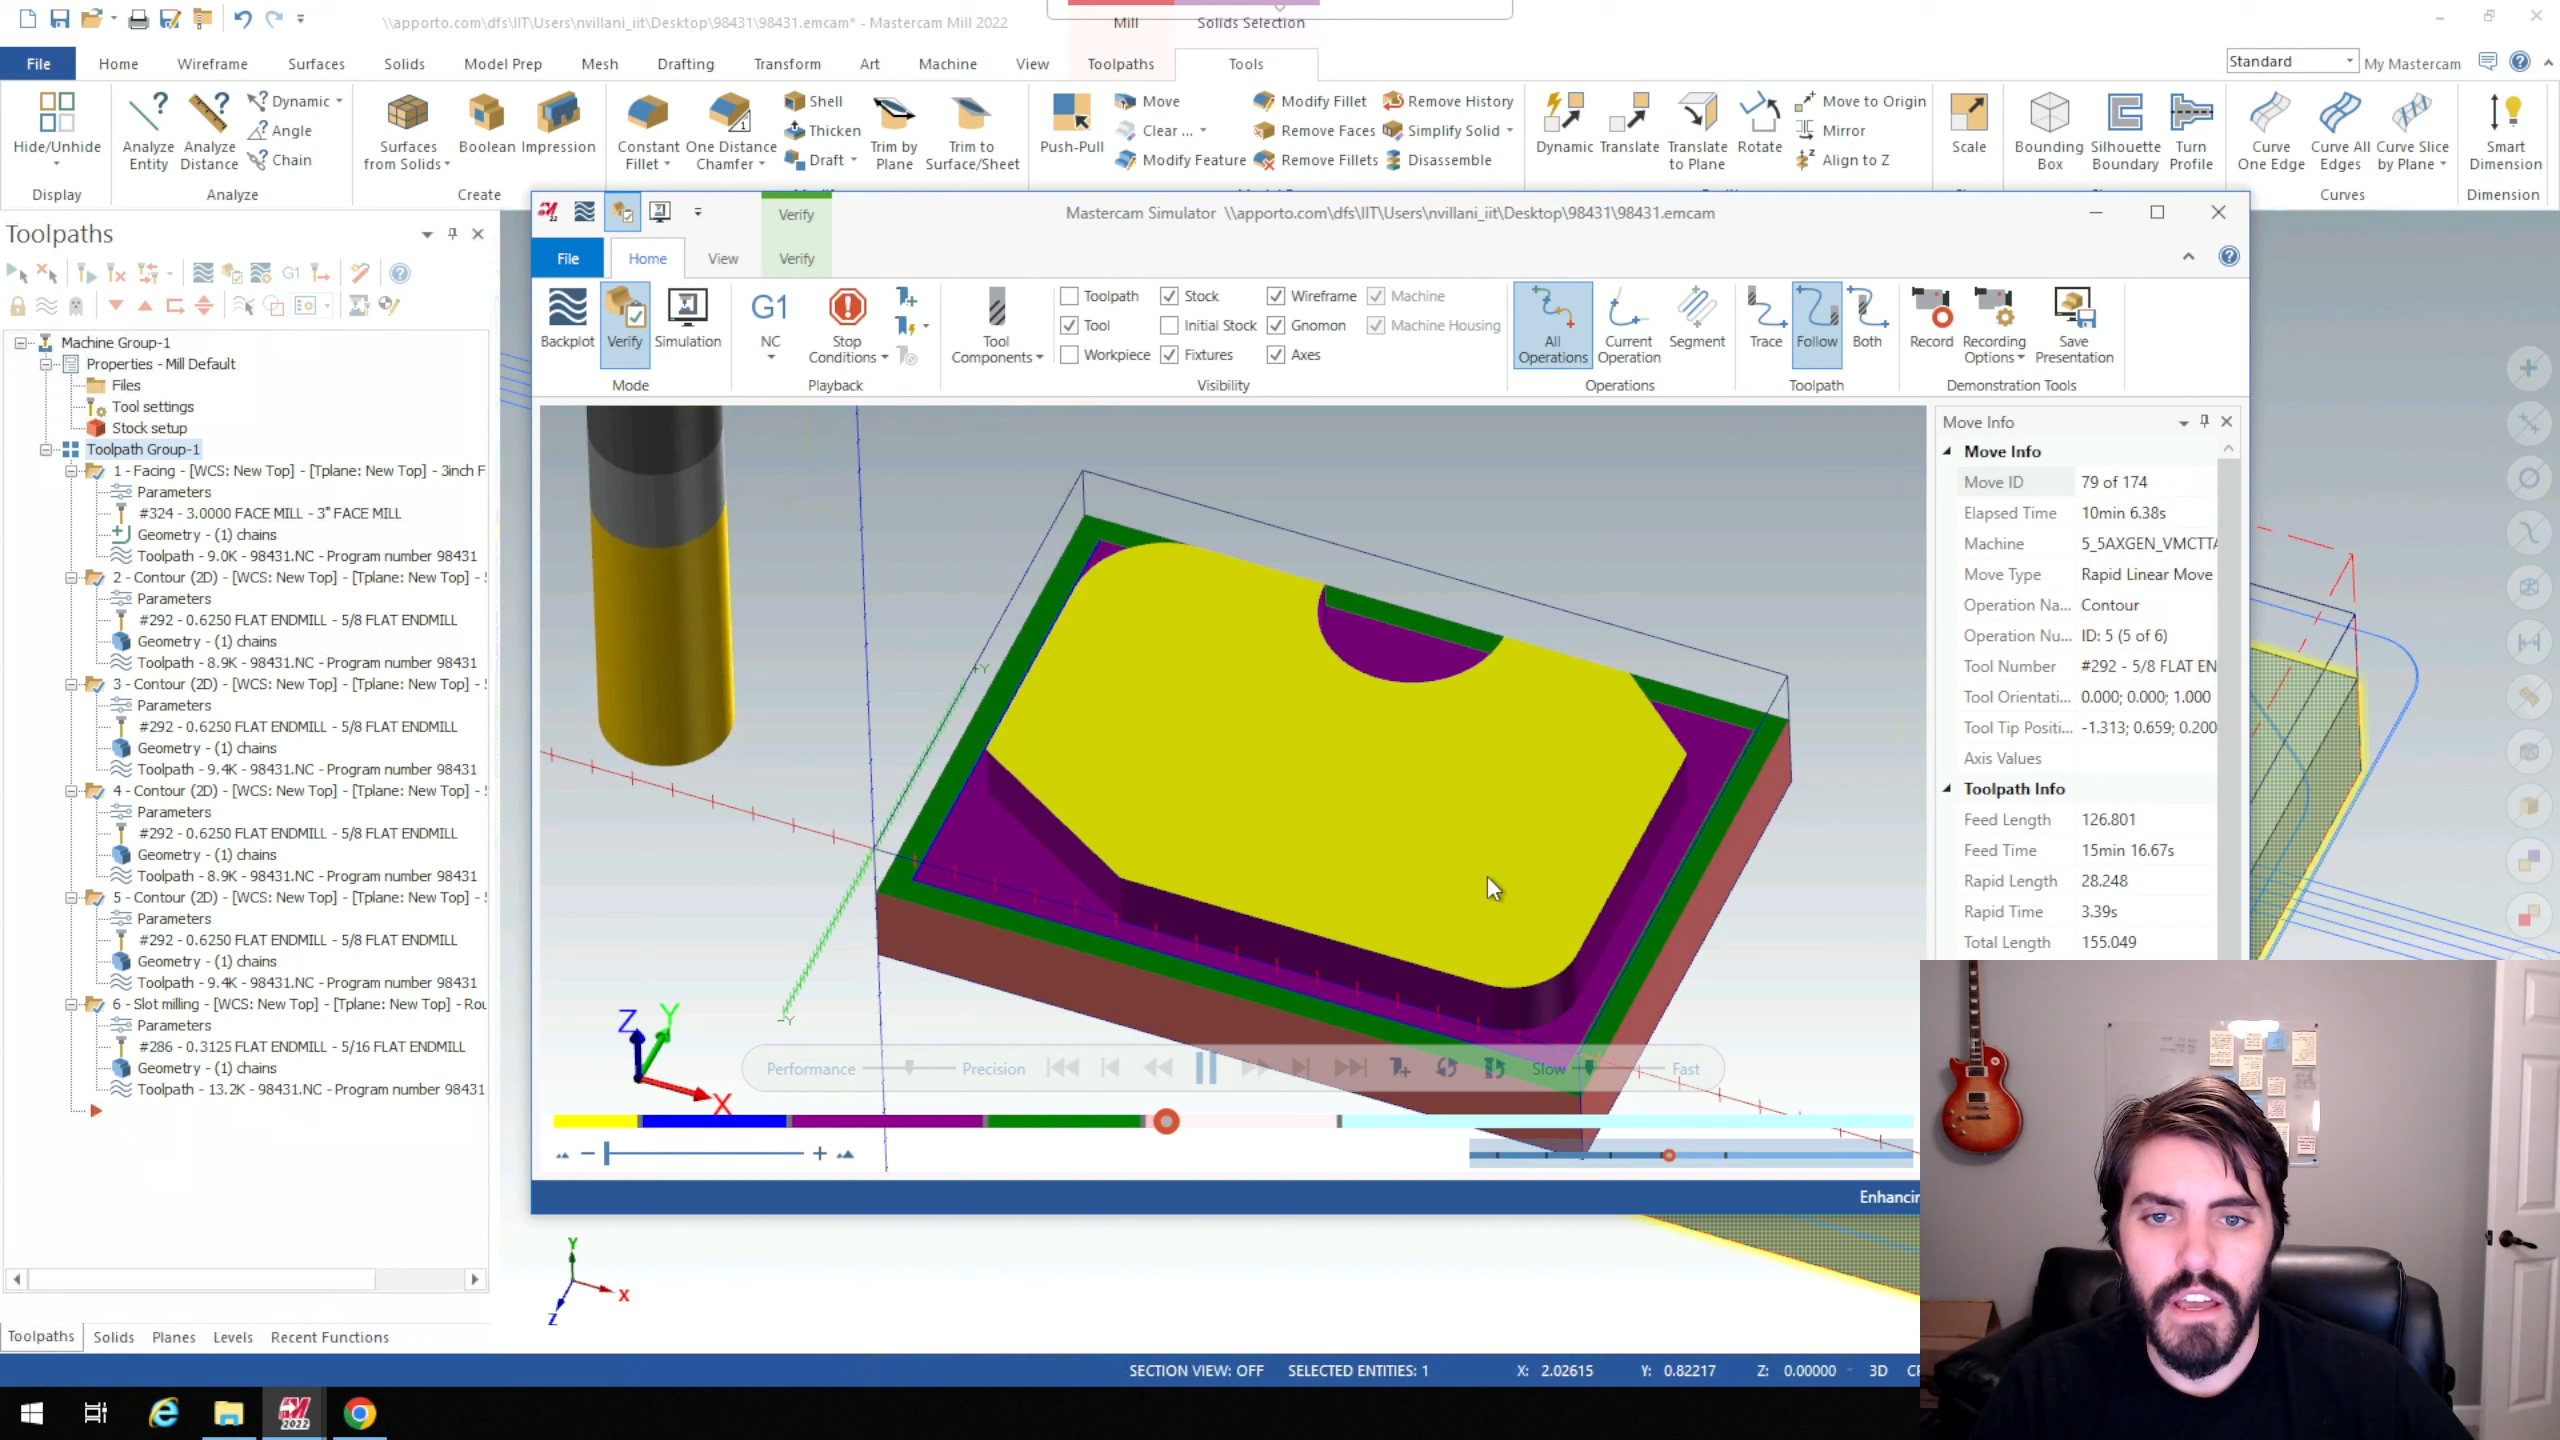 \\apporto.com\dfs\IIT\Users\nvillani_iit\Desktop\98431\98431.emcam* - Mastercam Mill 2022
Mill
Solids Selection
File Home Wireframe Surfaces Solids Model Prep Mesh Drafting Transform Art Machine View Toolpaths Tools
Standard My Mastercam
Hide/Unhide
Analyze Entity
Analyze Distance
Dynamic
Angle
Chain
Surfaces from Solids
Boolean
Impression
Constant Fillet
One Distance Chamfer
Shell
Thicken
Draft
Trim by Plane
Trim to Surface/Sheet
Push-Pull
Move
Clear ...
Modify Feature
Modify Fillet
Remove Faces
Remove Fillets
Remove History
Simplify Solid
Disassemble
Dynamic
Translate
Translate to Plane
Rotate
Move to Origin
Mirror
Align to Z
Scale
Bounding Box
Silhouette Boundary
Turn Profile
Curve One Edge
Curve All Edges
Curve Slice by Plane
Smart Dimension
Display Analyze Create Curves Dimension
Toolpaths
Machine Group-1
Properties - Mill Default
Files
Tool settings
Stock setup
Toolpath Group-1
1 - Facing - [WCS: New Top] - [Tplane: New Top] - 3inch F
Parameters
#324 - 3.0000 FACE MILL - 3" FACE MILL
Geometry - (1) chains
Toolpath - 9.0K - 98431.NC - Program number 98431
2 - Contour (2D) - [WCS: New Top] - [Tplane: New Top] -
Parameters
#292 - 0.6250 FLAT ENDMILL - 5/8 FLAT ENDMILL
Geometry - (1) chains
Toolpath - 8.9K - 98431.NC - Program number 98431
3 - Contour (2D) - [WCS: New Top] - [Tplane: New Top] -
Parameters
#292 - 0.6250 FLAT ENDMILL - 5/8 FLAT ENDMILL
Geometry - (1) chains
Toolpath - 9.4K - 98431.NC - Program number 98431
4 - Contour (2D) - [WCS: New Top] - [Tplane: New Top] -
Parameters
#292 - 0.6250 FLAT ENDMILL - 5/8 FLAT ENDMILL
Geometry - (1) chains
Toolpath - 8.9K - 98431.NC - Program number 98431
5 - Contour (2D) - [WCS: New Top] - [Tplane: New Top] -
Parameters
#292 - 0.6250 FLAT ENDMILL - 5/8 FLAT ENDMILL
Geometry - (1) chains
Toolpath - 9.4K - 98431.NC - Program number 98431
6 - Slot milling - [WCS: New Top] - [Tplane: New Top] - Rou
Parameters
#286 - 0.3125 FLAT ENDMILL - 5/16 FLAT ENDMILL
Geometry - (1) chains
Toolpath - 13.2K - 98431.NC - Program number 98431
Toolpaths Solids Planes Levels Recent Functions
Verify
Mastercam Simulator \\apporto.com\dfs\IIT\Users\nvillani_iit\Desktop\98431\98431.emcam
File Home View Verify
Backplot
Verify
Simulation
G1
NC
Stop Conditions
Tool Components
Toolpath Stock Wireframe Machine
Tool Initial Stock Gnomon Machine Housing
Workpiece Fixtures Axes
All Operations
Current Operation
Segment
Trace
Follow
Both
Record
Recording Options
Save Presentation
Mode Playback Visibility Operations Toolpath Demonstration Tools
Move Info
Move Info
Move ID 79 of 174
Elapsed Time 10min 6.38s
Machine 5_5AXGEN_VMCTTA
Move Type Rapid Linear Move
Operation Na... Contour
Operation Nu... ID: 5 (5 of 6)
Tool Number #292 - 5/8 FLAT EN
Tool Orientati... 0.000; 0.000; 1.000
Tool Tip Positi... -1.313; 0.659; 0.200
Axis Values
Toolpath Info
Feed Length 126.801
Feed Time 15min 16.67s
Rapid Length 28.248
Rapid Time 3.39s
Total Length 155.049
+Y
-Y
Z
Y
X
Performance Precision Slow Fast
Enhancin
Y
X
Z
SECTION VIEW: OFF SELECTED ENTITIES: 1 X: 2.02615 Y: 0.82217 Z: 0.00000 3D
2022